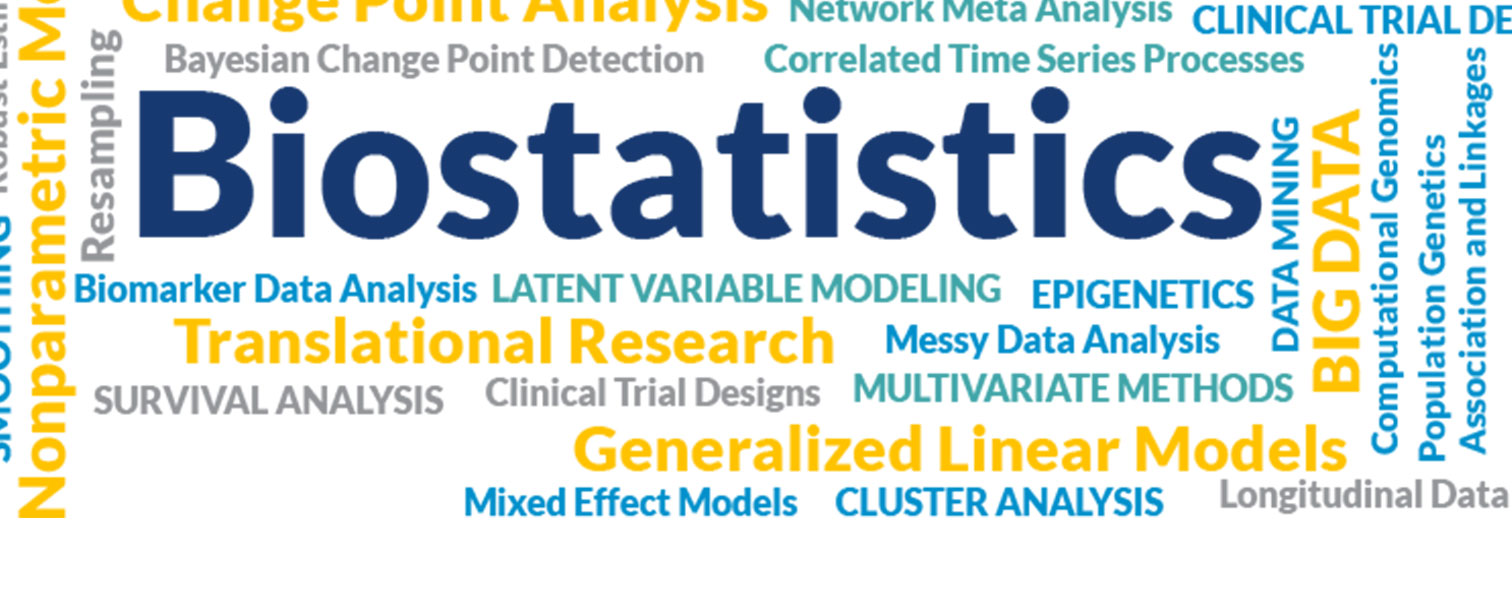 Change Point Analysis
Network Meta Analysis
CLINICAL TRIAL DE
Bayesian Change Point Detection
Correlated Time Series Processes
Nonparametric
Resampling
Biostatistics
DATA MINING
BIG DATA
Computational Genomics
Population Genetics
Association and Linkages
Biomarker Data Analysis
LATENT VARIABLE MODELING
EPIGENETICS
Translational Research
Messy Data Analysis
SURVIVAL ANALYSIS
Clinical Trial Designs
MULTIVARIATE METHODS
Generalized Linear Models
Mixed Effect Models
CLUSTER ANALYSIS
Longitudinal Data